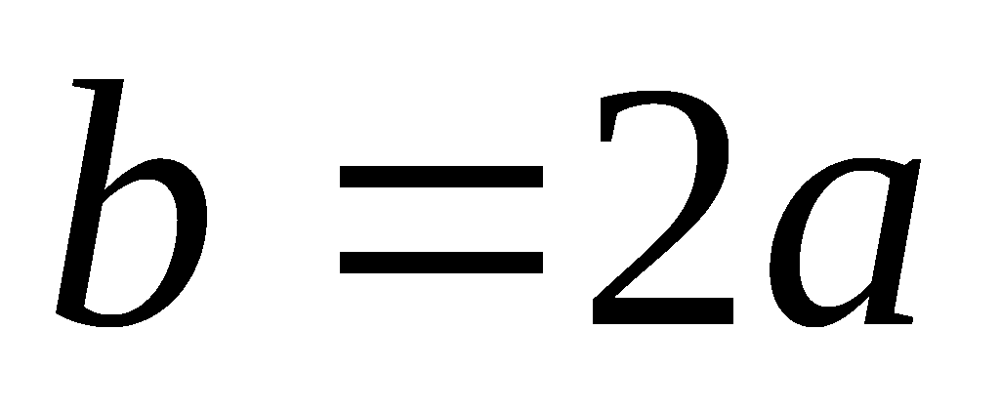 b = 2a